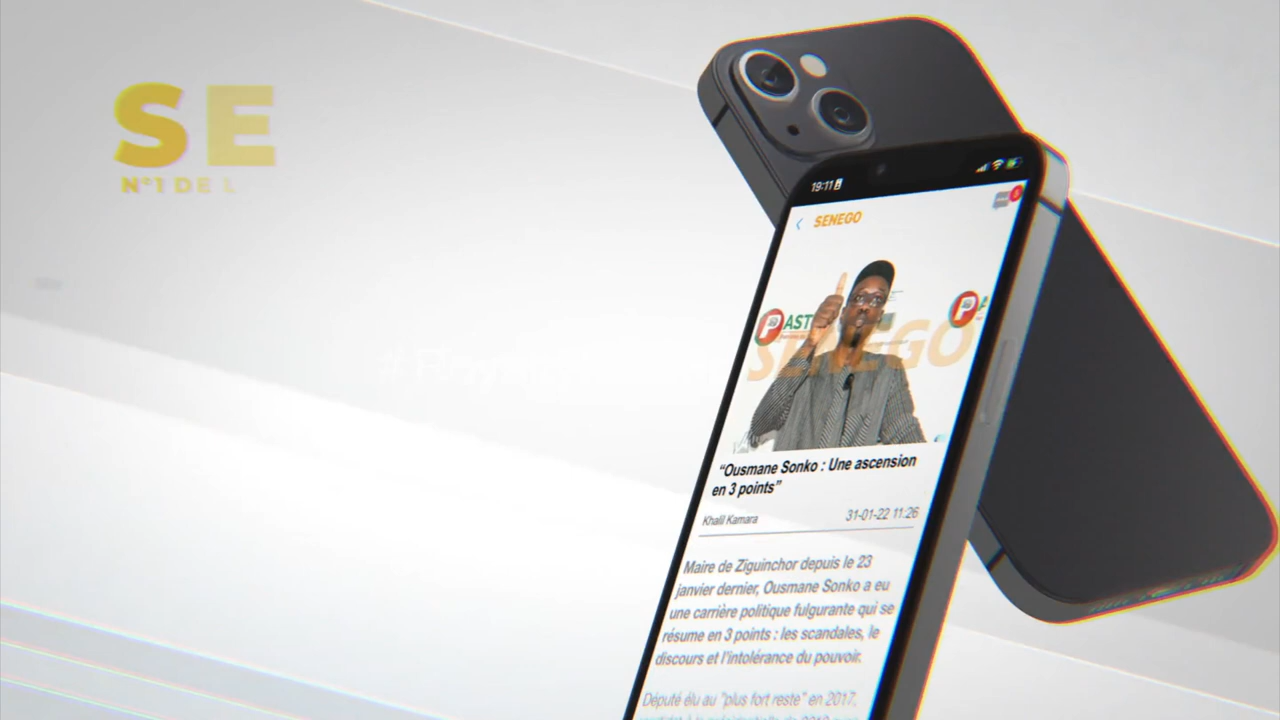 SE
N°1 DE L
19:11
SENEGO
AST
SENEGO
“Ousmane Sonko : Une ascension
en 3 points”
Khalil Kamara
31-01-22 11:26
Maire de Ziguinchor depuis le 23
janvier dernier, Ousmane Sonko a eu
une carrière politique fulgurante qui se
résume en 3 points : les scandales, le
discours et l'intolérance du pouvoir.
Député élu au "plus fort reste" en 2017,